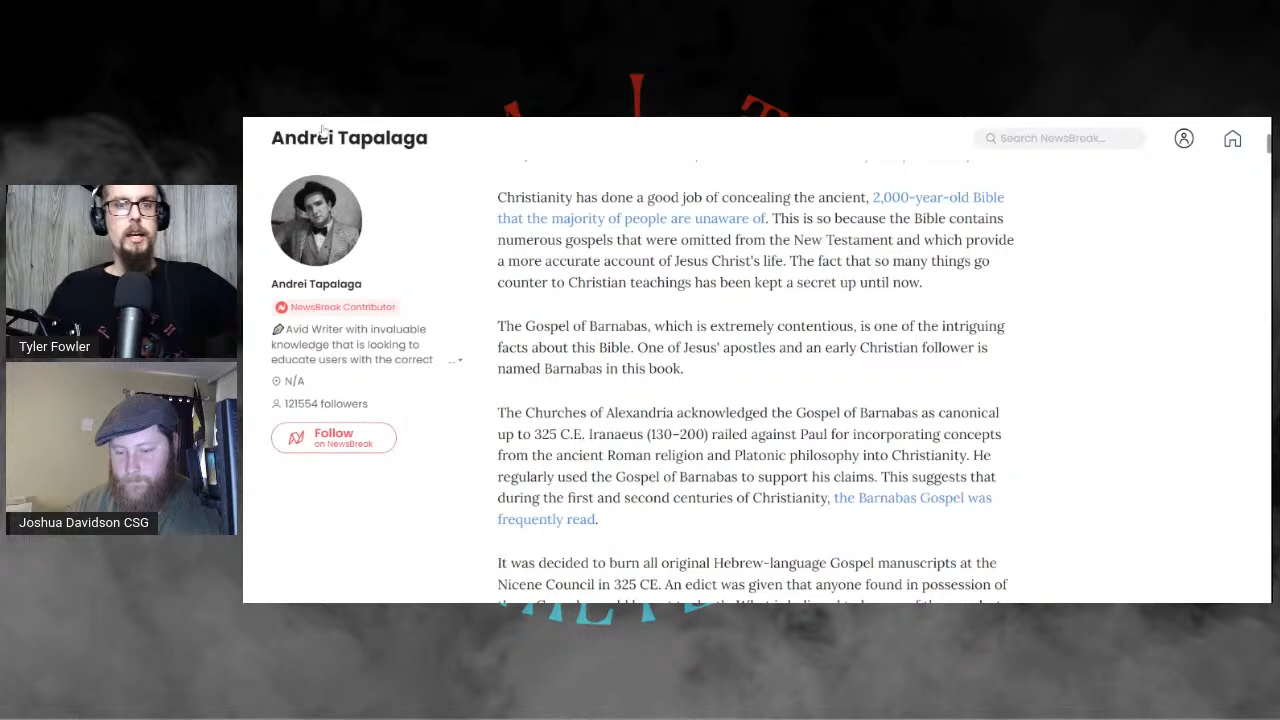 Andrei Tapalaga
Search NewsBreak...
Andrei Tapalaga
NewsBreak Contributor
Avid Writer with invaluable
knowledge that is looking to
educate users with the correct ...
N/A
121554 followers
Follow
on NewsBreak
Christianity has done a good job of concealing the ancient, 2,000-year-old Bible
that the majority of people are unaware of. This is so because the Bible contains
numerous gospels that were omitted from the New Testament and which provide
a more accurate account of Jesus Christ's life. The fact that so many things go
counter to Christian teachings has been kept a secret up until now.
The Gospel of Barnabas, which is extremely contentious, is one of the intriguing
facts about this Bible. One of Jesus' apostles and an early Christian follower is
named Barnabas in this book.
The Churches of Alexandria acknowledged the Gospel of Barnabas as canonical
up to 325 C.E. Iranaeus (130–200) railed against Paul for incorporating concepts
from the ancient Roman religion and Platonic philosophy into Christianity. He
regularly used the Gospel of Barnabas to support his claims. This suggests that
during the first and second centuries of Christianity, the Barnabas Gospel was
frequently read.
It was decided to burn all original Hebrew-language Gospel manuscripts at the
Nicene Council in 325 CE. An edict was given that anyone found in possession of
Tyler Fowler
Joshua Davidson CSG